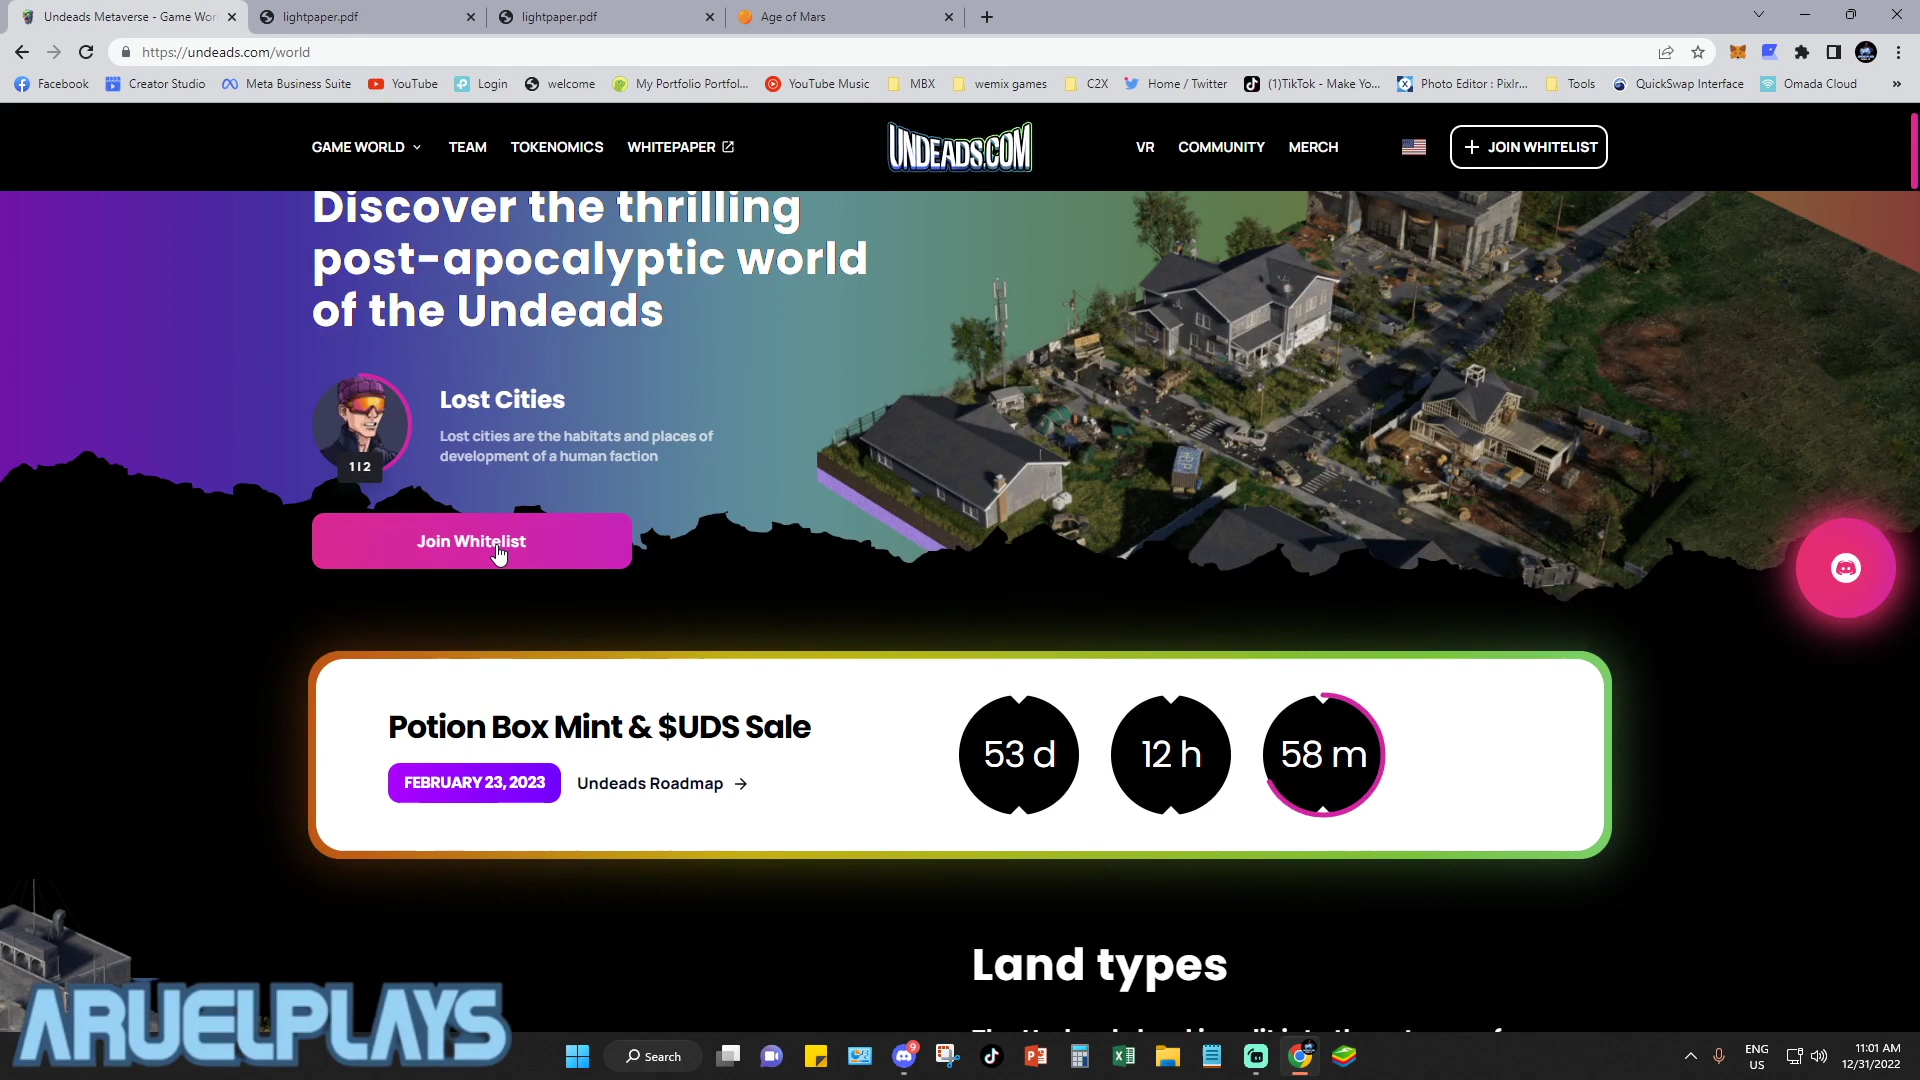 Undeads Metaverse - Game Worl
lightpaper.pdf
lightpaper.pdf
Age of Mars
https://undeads.com/world
Facebook
Creator Studio
Meta Business Suite
YouTube
Login
welcome
My Portfolio Portfol...
YouTube Music
MBX
wemix games
C2X
Home / Twitter
(1)TikTok - Make Yo...
Photo Editor : Pixlr...
Tools
QuickSwap Interface
Omada Cloud
»
GAME WORLD
TEAM
TOKENOMICS
WHITEPAPER
UNDEADS.COM
VR
COMMUNITY
MERCH
+ JOIN WHITELIST
Discover the thrilling
post-apocalyptic world
of the Undeads
112
Lost Cities
Lost cities are the habitats and places of
development of a human faction
Join Whitelist
HELP
Potion Box Mint & $UDS Sale
FEBRUARY 23, 2023
Undeads Roadmap →
53 d
12 h
58 m
Land types
ARUELPLAYS
Search
9
ENG
US
11:01 AM
12/31/2022